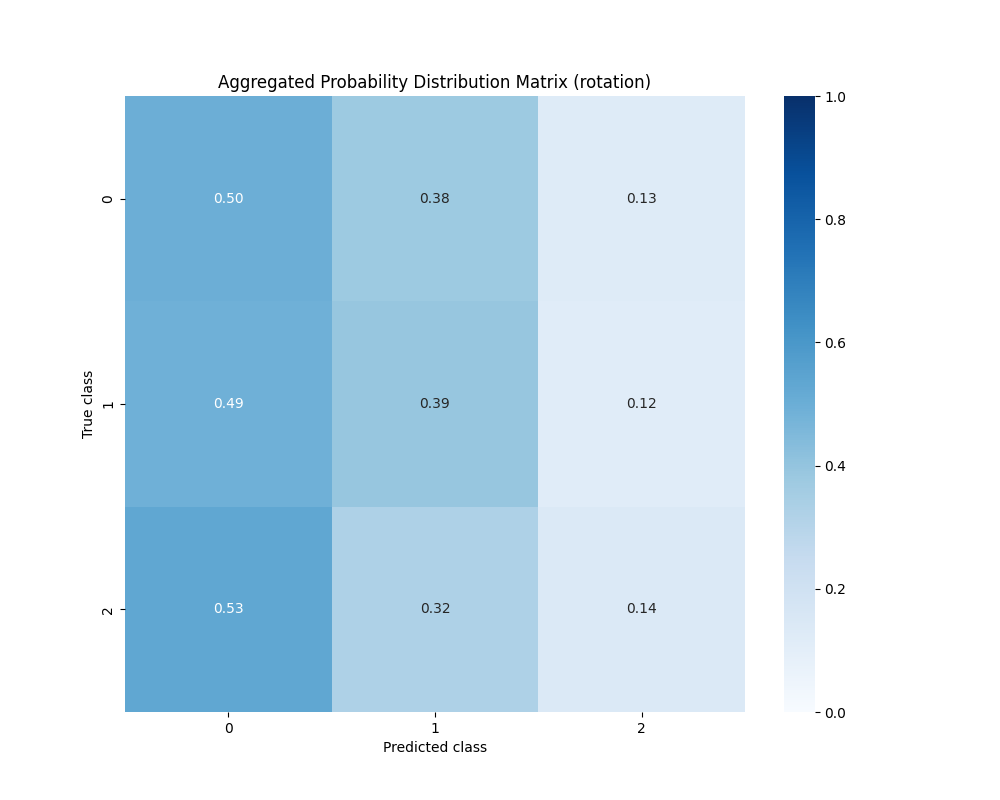 Aggregated Probability Distribution Matrix (rotation)
1.0
0.8
0.6
0.4
0.2
0.0
True class
0
0.50 0.38 0.13
1
0.49 0.39 0.12
2
0.53 0.32 0.14
0 1 2
Predicted class